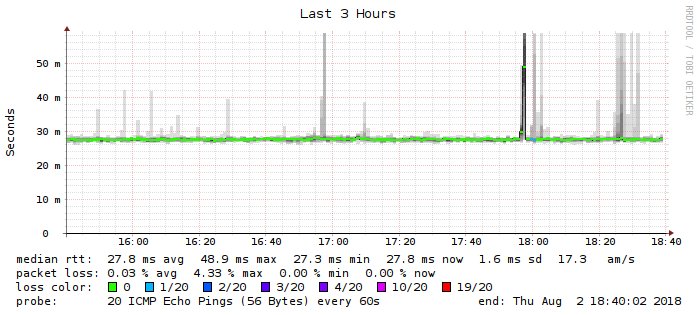 Last 3 Hours
RRDTOOL / TOBI OETIKER
Seconds
50 m
40 m
30 m
20 m
10 m
0
16:00 16:20 16:40 17:00 17:20 17:40 18:00 18:20 18:40
median rtt: 27.8 ms avg 48.9 ms max 27.3 ms min 27.8 ms now 1.6 ms sd 17.3 am/s
packet loss: 0.03 % avg 4.33 % max 0.00 % min 0.00 % now
loss color: 0 1/20 2/20 3/20 4/20 10/20 19/20
probe: 20 ICMP Echo Pings (56 Bytes) every 60s end: Thu Aug 2 18:40:02 2018